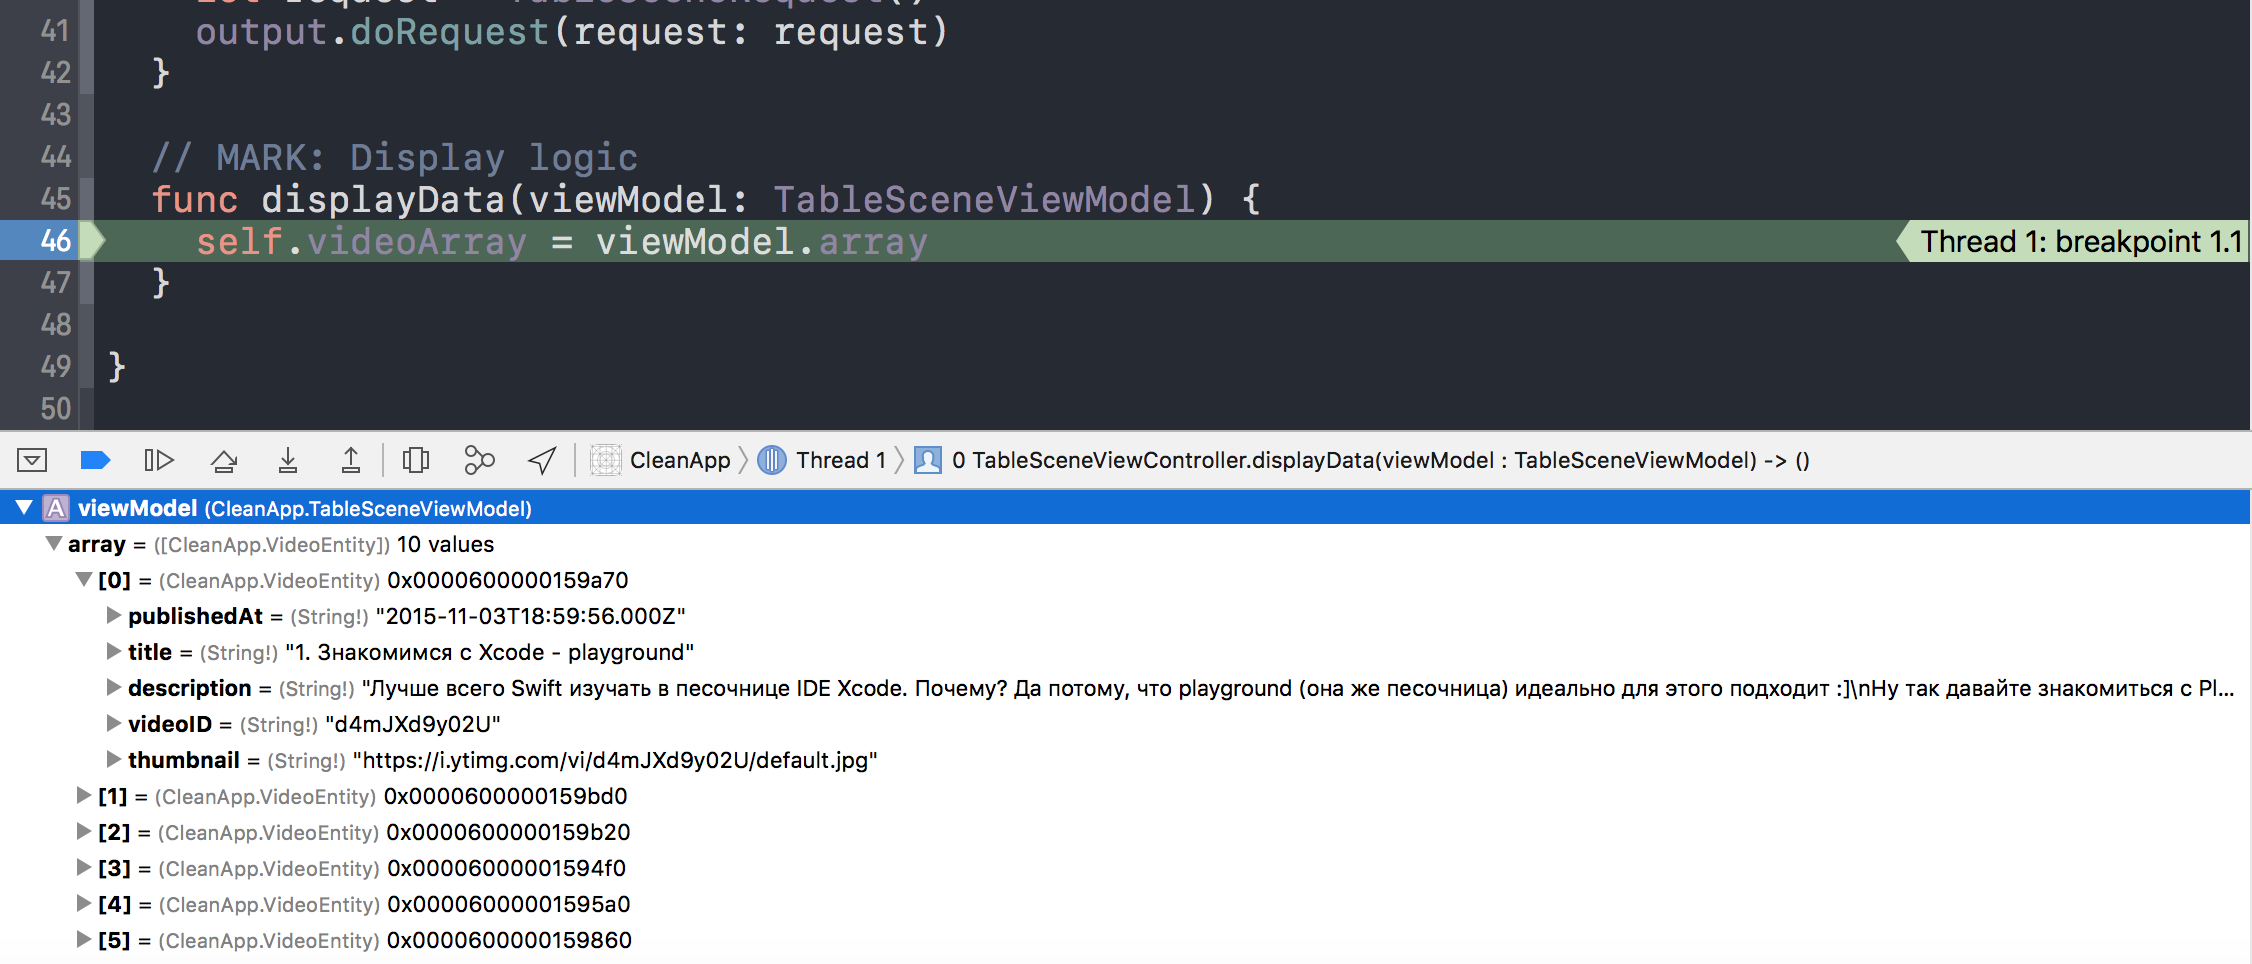 let request = TableSceneRequest()
41 output.doRequest(request: request)
42 }
43
44 // MARK: Display logic
45 func displayData(viewModel: TableSceneViewModel) {
46 self.videoArray = viewModel.array Thread 1: breakpoint 1.1
47 }
48
49 }
50
CleanApp Thread 1 0 TableSceneViewController.displayData(viewModel : TableSceneViewModel) -> ()
A viewModel (CleanApp.TableSceneViewModel)
array = ([CleanApp.VideoEntity]) 10 values
[0] = (CleanApp.VideoEntity) 0x0000600000159a70
publishedAt = (String!) "2015-11-03T18:59:56.000Z"
title = (String!) "1. Знакомимся с Xcode - playground"
description = (String!) "Лучше всего Swift изучать в песочнице IDE Xcode. Почему? Да потому, что playground (она же песочница) идеально для этого подходит :]\nНу так давайте знакомиться с Pl...
videoID = (String!) "d4mJXd9y02U"
thumbnail = (String!) "https://i.ytimg.com/vi/d4mJXd9y02U/default.jpg"
[1] = (CleanApp.VideoEntity) 0x0000600000159bd0
[2] = (CleanApp.VideoEntity) 0x0000600000159b20
[3] = (CleanApp.VideoEntity) 0x00006000001594f0
[4] = (CleanApp.VideoEntity) 0x00006000001595a0
[5] = (CleanApp.VideoEntity) 0x0000600000159860